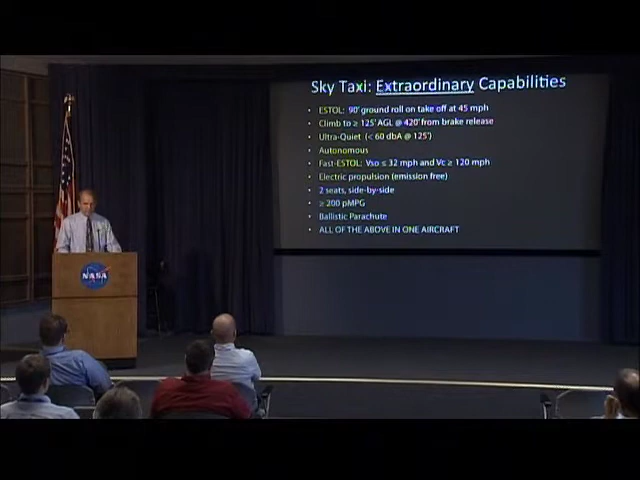 Sky Taxi: Extraordinary Capabilities
• ESTOL: 90' ground roll on take off at 45 mph
• Climb to ≥ 125' AGL @ 420' from brake release
• Ultra-Quiet (< 60 dbA @ 125')
• Autonomous
• Fast-ESTOL: Vso ≤ 32 mph and Vc ≥ 120 mph
• Electric propulsion (emission free)
• 2 seats, side-by-side
• ≥ 200 pMPG
• Ballistic Parachute
• ALL OF THE ABOVE IN ONE AIRCRAFT
NASA